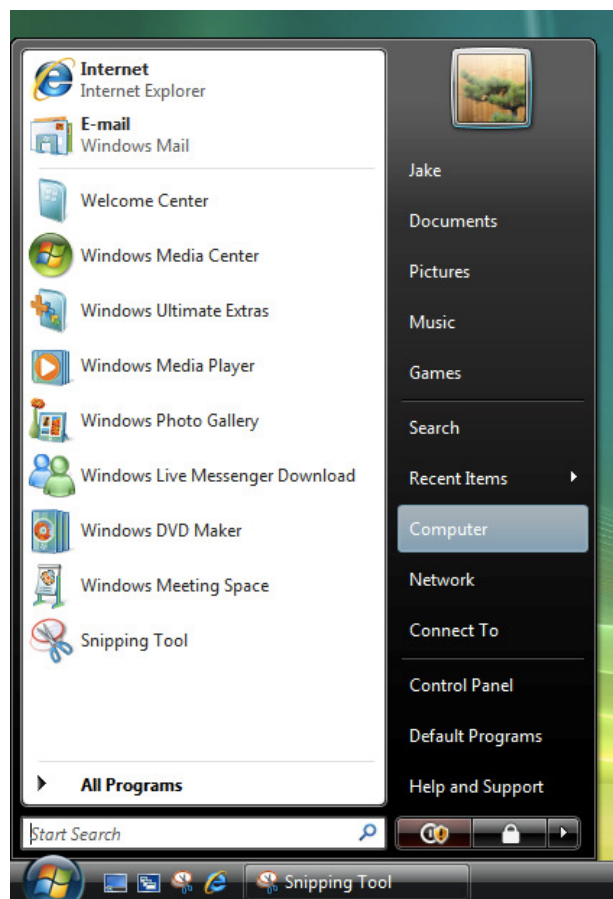 Internet
Internet Explorer
E-mail
Windows Mail
Welcome Center
Windows Media Center
Windows Ultimate Extras
Windows Media Player
Windows Photo Gallery
Windows Live Messenger Download
Windows DVD Maker
Windows Meeting Space
Snipping Tool
All Programs
Start Search
Jake
Documents
Pictures
Music
Games
Search
Recent Items
Computer
Network
Connect To
Control Panel
Default Programs
Help and Support
Snipping Tool